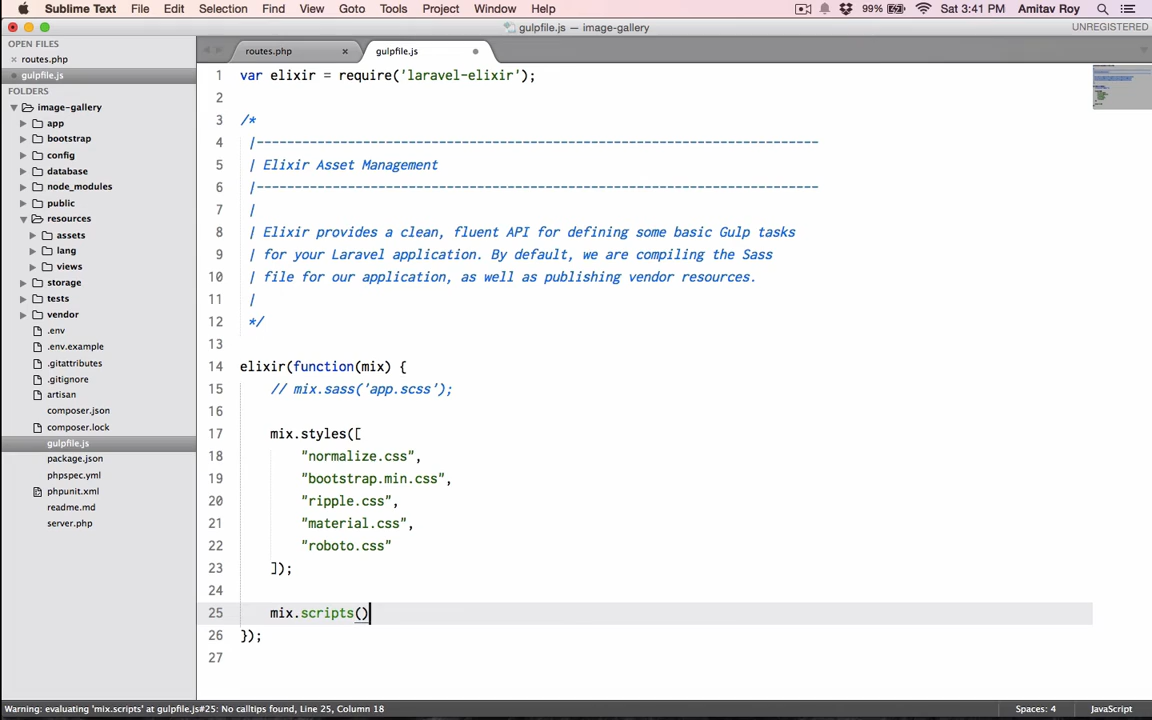 Sublime Text File Edit Selection Find View Goto Tools Project Window Help 99% Sat 3:41 PM Amitav Roy
gulpfile.js — image-gallery UNREGISTERED
OPEN FILES
× routes.php
gulpfile.js
FOLDERS
image-gallery
app
bootstrap
config
database
node_modules
public
resources
assets
lang
views
storage
tests
vendor
.env
.env.example
.gitattributes
.gitignore
artisan
composer.json
composer.lock
gulpfile.js
package.json
phpspec.yml
phpunit.xml
readme.md
server.php
routes.php × gulpfile.js
1 var elixir = require('laravel-elixir');
2
3 /*
4 |--------------------------------------------------------------------------
5 | Elixir Asset Management
6 |--------------------------------------------------------------------------
7 |
8 | Elixir provides a clean, fluent API for defining some basic Gulp tasks
9 | for your Laravel application. By default, we are compiling the Sass
10 | file for our application, as well as publishing vendor resources.
11 |
12 */
13
14 elixir(function(mix) {
15 // mix.sass('app.scss');
16
17 mix.styles([
18 "normalize.css",
19 "bootstrap.min.css",
20 "ripple.css",
21 "material.css",
22 "roboto.css"
23 ]);
24
25 mix.scripts()
26 });
27
Warning: evaluating 'mix.scripts' at gulpfile.js#25: No calltips found, Line 25, Column 18 Spaces: 4 JavaScript